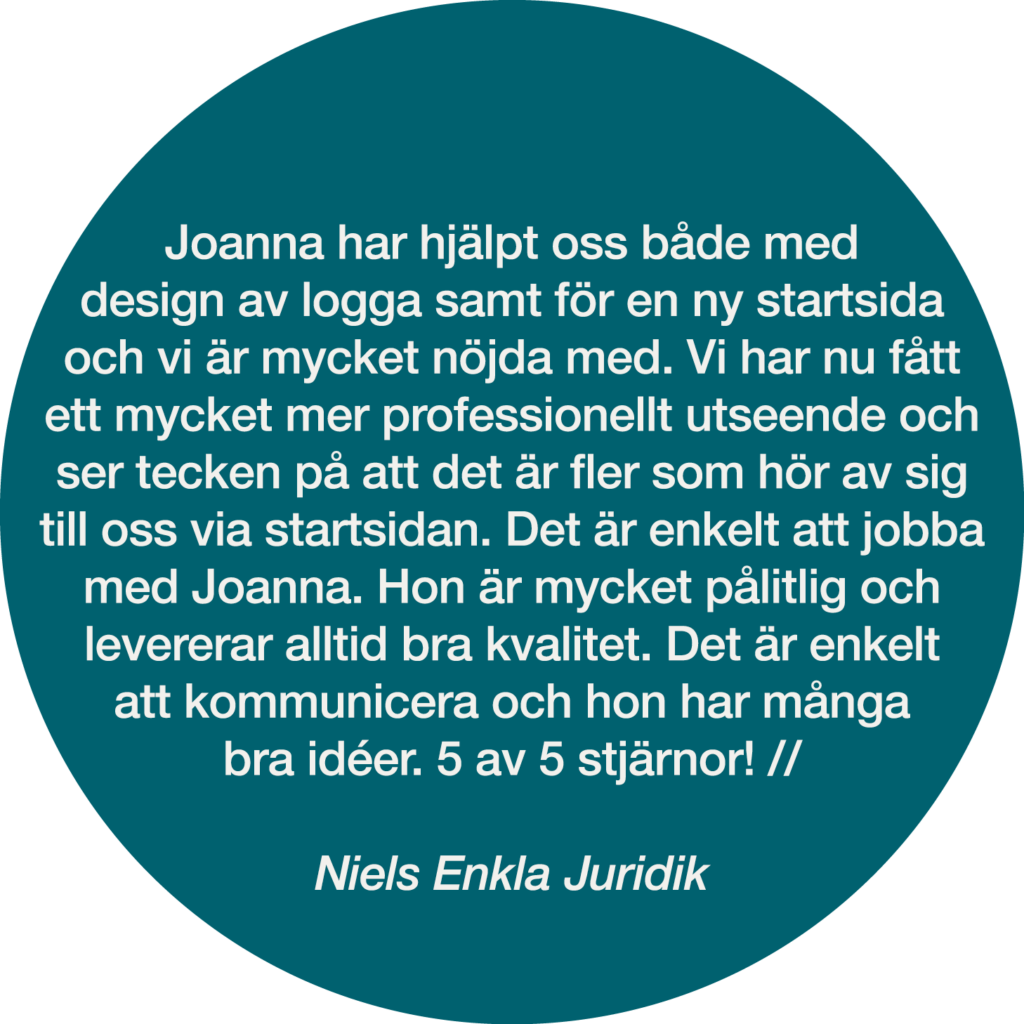 Joanna har hjälpt oss både med
design av logga samt för en ny startsida
och vi är mycket nöjda med. Vi har nu fått
ett mycket mer professionellt utseende och
ser tecken på att det är fler som hör av sig
till oss via startsidan. Det är enkelt att jobba
med Joanna. Hon är mycket pålitlig och
levererar alltid bra kvalitet. Det är enkelt
att kommunicera och hon har många
bra idéer. 5 av 5 stjärnor! //
Niels Enkla Juridik